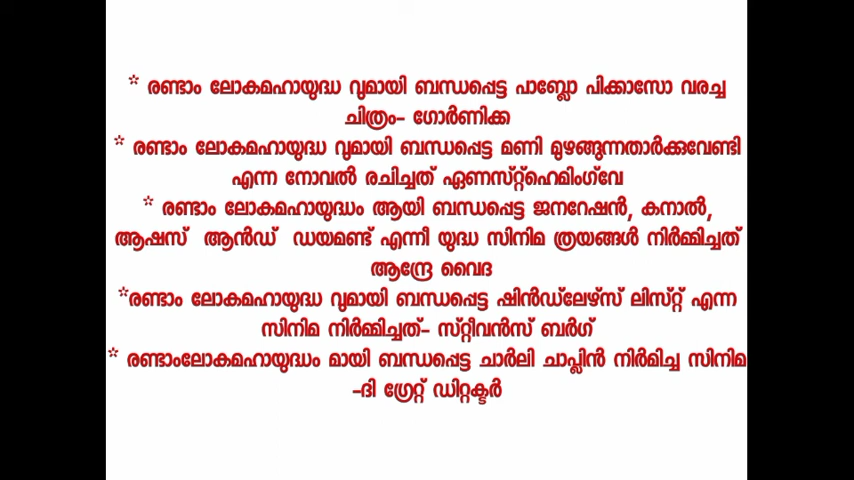 * രണ്ടാം ലോകമഹായുദ്ധ വുമായി ബന്ധപ്പെട്ട പാബ്ലോ പിക്കാസോ വരച്ച
ചിത്രം- ഗോർണിക്ക
* രണ്ടാം ലോകമഹായുദ്ധ വുമായി ബന്ധപ്പെട്ട മണി മുഴങ്ങുന്നതാർക്കുവേണ്ടി
എന്ന നോവൽ രചിച്ചത് ഏണസ്റ്റ്ഹെമിംഗ്‌വേ
* രണ്ടാം ലോകമഹായുദ്ധം ആയി ബന്ധപ്പെട്ട ജനറേഷൻ, കനാൽ,
ആഷസ് ആൻഡ് ഡയമണ്ട് എന്നീ യുദ്ധ സിനിമ ത്രയങ്ങൾ നിർമ്മിച്ചത്
ആന്ദ്രേ വൈദ
*രണ്ടാം ലോകമഹായുദ്ധ വുമായി ബന്ധപ്പെട്ട ഷിൻഡ്ലേഴ്സ് ലിസ്റ്റ് എന്ന
സിനിമ നിർമ്മിച്ചത്- സ്റ്റീവൻസ് ബർഗ്
* രണ്ടാംലോകമഹായുദ്ധം മായി ബന്ധപ്പെട്ട ചാർലി ചാപ്ലിൻ നിർമിച്ച സിനിമ
-ദി ഗ്രേറ്റ് ഡിറ്റക്ടർ